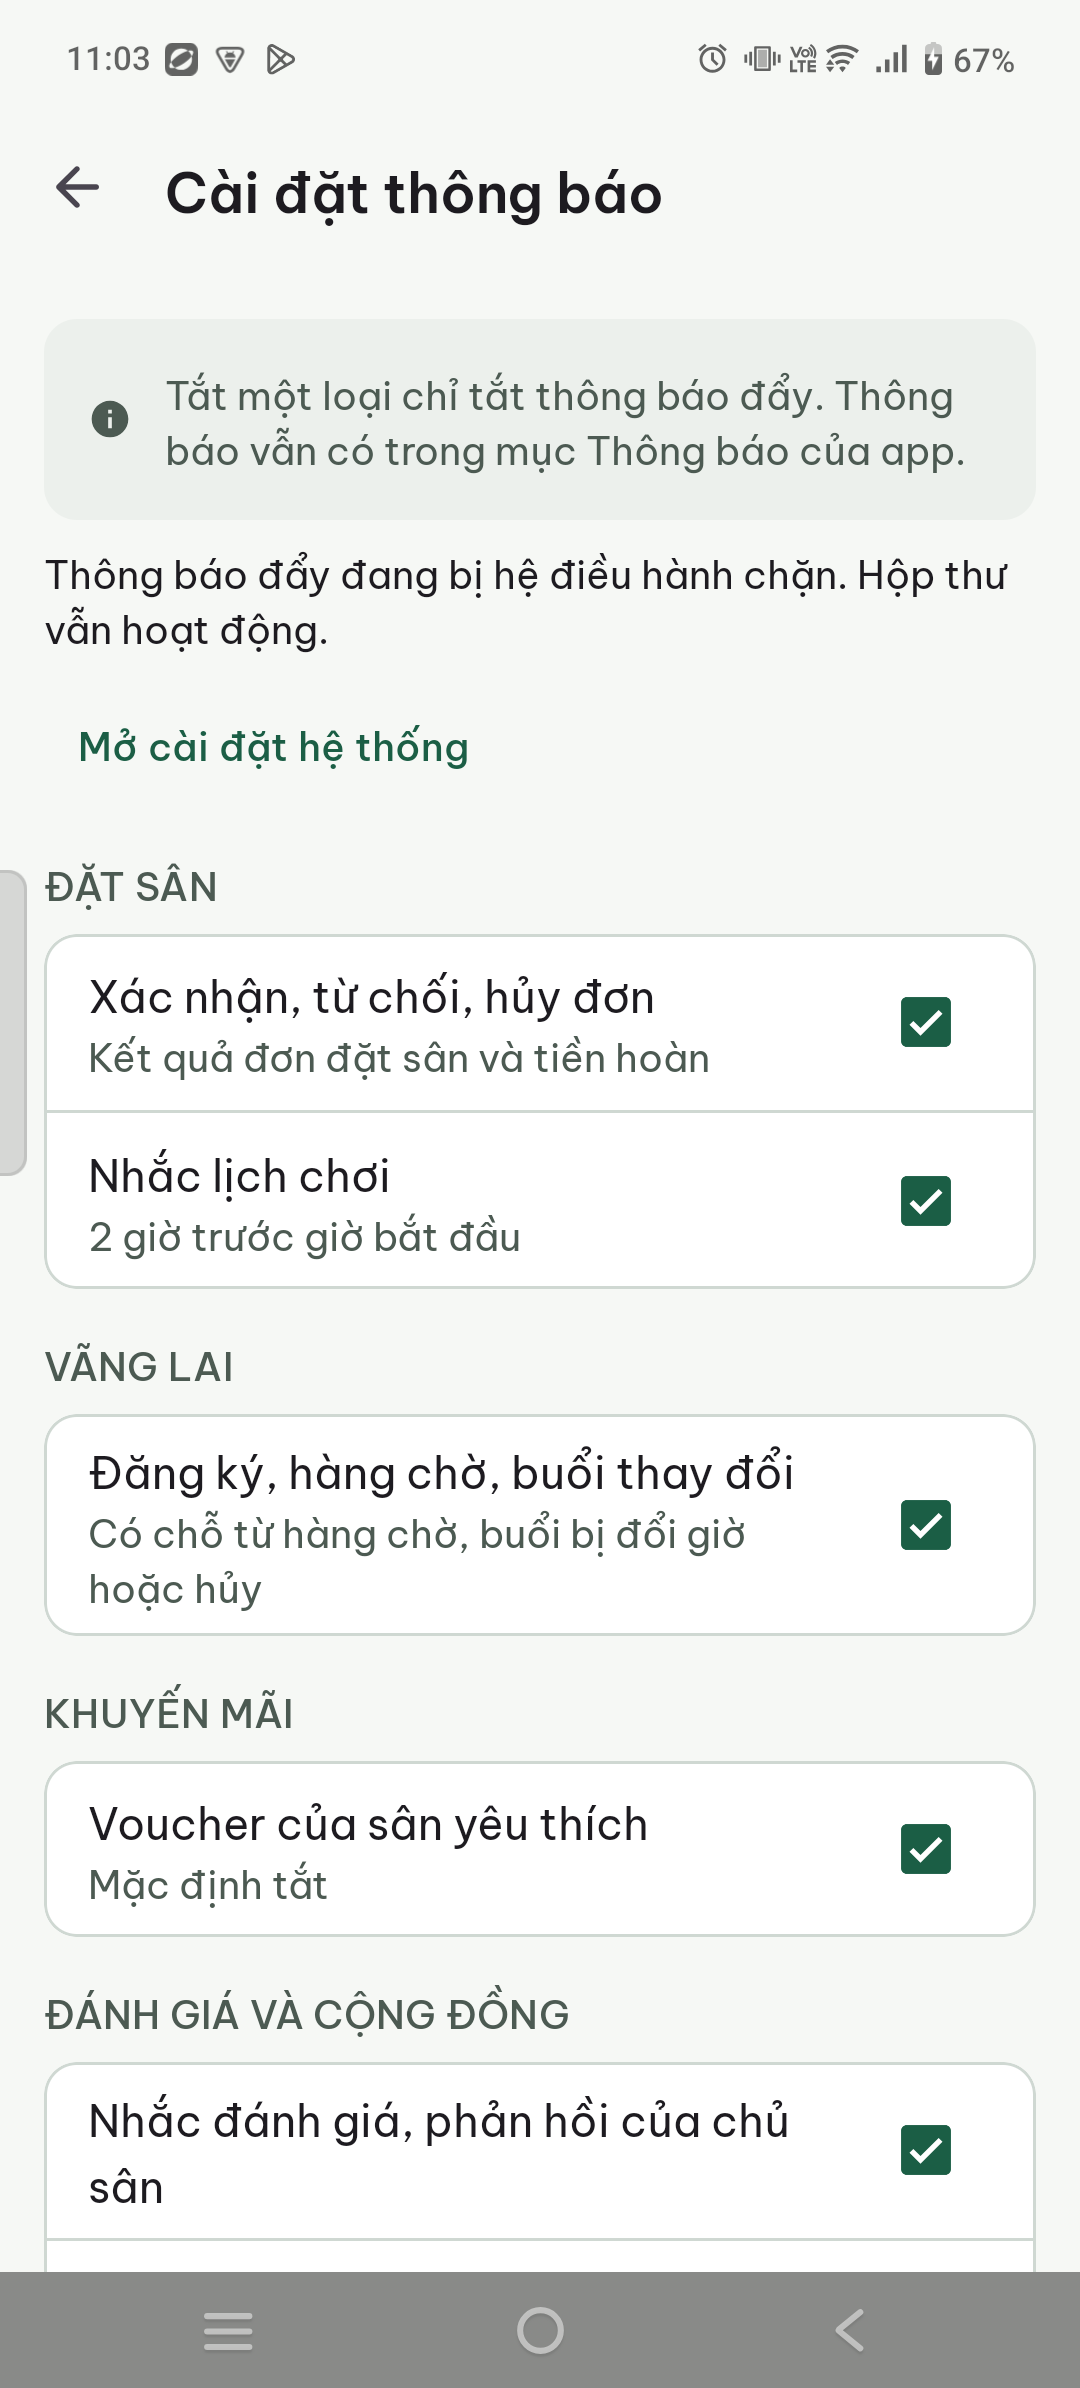 11:03
VoLTE 67%
Cài đặt thông báo
Tắt một loại chỉ tắt thông báo đẩy. Thông
báo vẫn có trong mục Thông báo của app.
Thông báo đẩy đang bị hệ điều hành chặn. Hộp thư
vẫn hoạt động.
Mở cài đặt hệ thống
ĐẶT SÂN
Xác nhận, từ chối, hủy đơn
Kết quả đơn đặt sân và tiền hoàn
Nhắc lịch chơi
2 giờ trước giờ bắt đầu
VÃNG LAI
Đăng ký, hàng chờ, buổi thay đổi
Có chỗ từ hàng chờ, buổi bị đổi giờ
hoặc hủy
KHUYẾN MÃI
Voucher của sân yêu thích
Mặc định tắt
ĐÁNH GIÁ VÀ CỘNG ĐỒNG
Nhắc đánh giá, phản hồi của chủ
sân